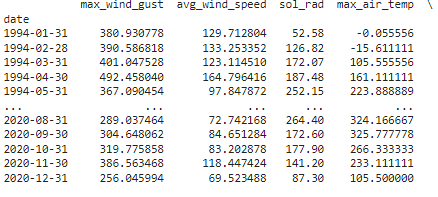 max_wind_gust avg_wind_speed sol_rad max_air_temp \
date
1994-01-31 380.930778 129.712804 52.58 -0.055556
1994-02-28 390.586818 133.253352 126.82 -15.611111
1994-03-31 401.047528 123.114510 172.07 105.555556
1994-04-30 492.458040 164.796416 187.48 161.111111
1994-05-31 367.090454 97.847872 252.15 223.888889
... ... ... ... ...
2020-08-31 289.037464 72.742168 264.40 324.166667
2020-09-30 304.648062 84.651284 172.60 325.777778
2020-10-31 319.775858 83.202878 177.90 266.333333
2020-11-30 386.563468 118.447424 141.20 233.111111
2020-12-31 256.045994 69.523488 87.30 105.500000